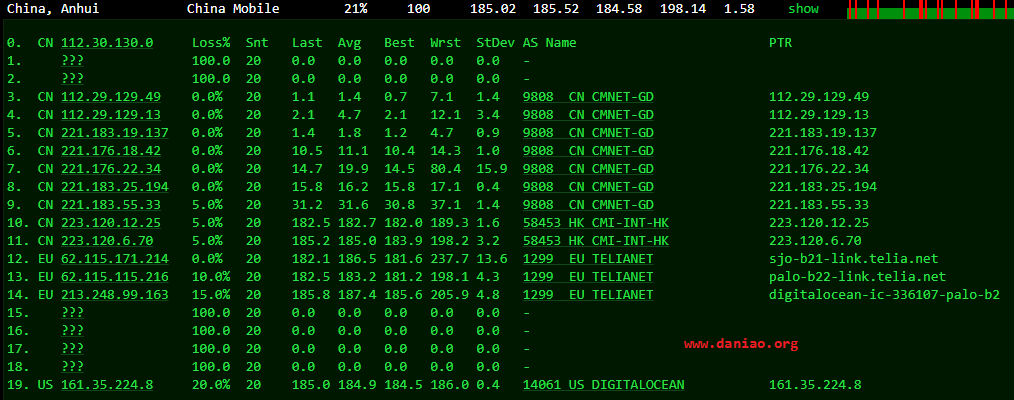 China, Anhui China Mobile 21% 100 185.02 185.52 184.58 198.14 1.58 show
0. CN 112.30.130.0 Loss% Snt Last Avg Best Wrst StDev AS Name PTR
1. ??? 100.0 20 0.0 0.0 0.0 0.0 0.0 -
2. ??? 100.0 20 0.0 0.0 0.0 0.0 0.0 -
3. CN 112.29.129.49 0.0% 20 1.1 1.4 0.7 7.1 1.4 9808 CN CMNET-GD 112.29.129.49
4. CN 112.29.129.13 0.0% 20 2.1 4.7 2.1 12.1 3.4 9808 CN CMNET-GD 112.29.129.13
5. CN 221.183.19.137 0.0% 20 1.4 1.8 1.2 4.7 0.9 9808 CN CMNET-GD 221.183.19.137
6. CN 221.176.18.42 0.0% 20 10.5 11.1 10.4 14.3 1.0 9808 CN CMNET-GD 221.176.18.42
7. CN 221.176.22.34 0.0% 20 14.7 19.9 14.5 80.4 15.9 9808 CN CMNET-GD 221.176.22.34
8. CN 221.183.25.194 0.0% 20 15.8 16.2 15.8 17.1 0.4 9808 CN CMNET-GD 221.183.25.194
9. CN 221.183.55.33 5.0% 20 31.2 31.6 30.8 37.1 1.4 9808 CN CMNET-GD 221.183.55.33
10. CN 223.120.12.25 5.0% 20 182.5 182.7 182.0 189.3 1.6 58453 HK CMI-INT-HK 223.120.12.25
11. CN 223.120.6.70 5.0% 20 185.2 185.0 183.9 198.2 3.2 58453 HK CMI-INT-HK 223.120.6.70
12. EU 62.115.171.214 0.0% 20 182.1 186.5 181.6 237.7 13.6 1299 EU TELIANET sjo-b21-link.telia.net
13. EU 62.115.115.216 10.0% 20 182.5 183.2 181.2 198.1 4.3 1299 EU TELIANET palo-b22-link.telia.net
14. EU 213.248.99.163 15.0% 20 185.8 187.4 185.6 205.9 4.8 1299 EU TELIANET digitalocean-ic-336107-palo-b2
15. ??? 100.0 20 0.0 0.0 0.0 0.0 0.0 -
16. ??? 100.0 20 0.0 0.0 0.0 0.0 0.0 -
17. ??? 100.0 20 0.0 0.0 0.0 0.0 0.0 -
www.daniao.org
18. ??? 100.0 20 0.0 0.0 0.0 0.0 0.0 -
19. US 161.35.224.8 20.0% 20 185.0 184.9 184.5 186.0 0.4 14061 US DIGITALOCEAN 161.35.224.8